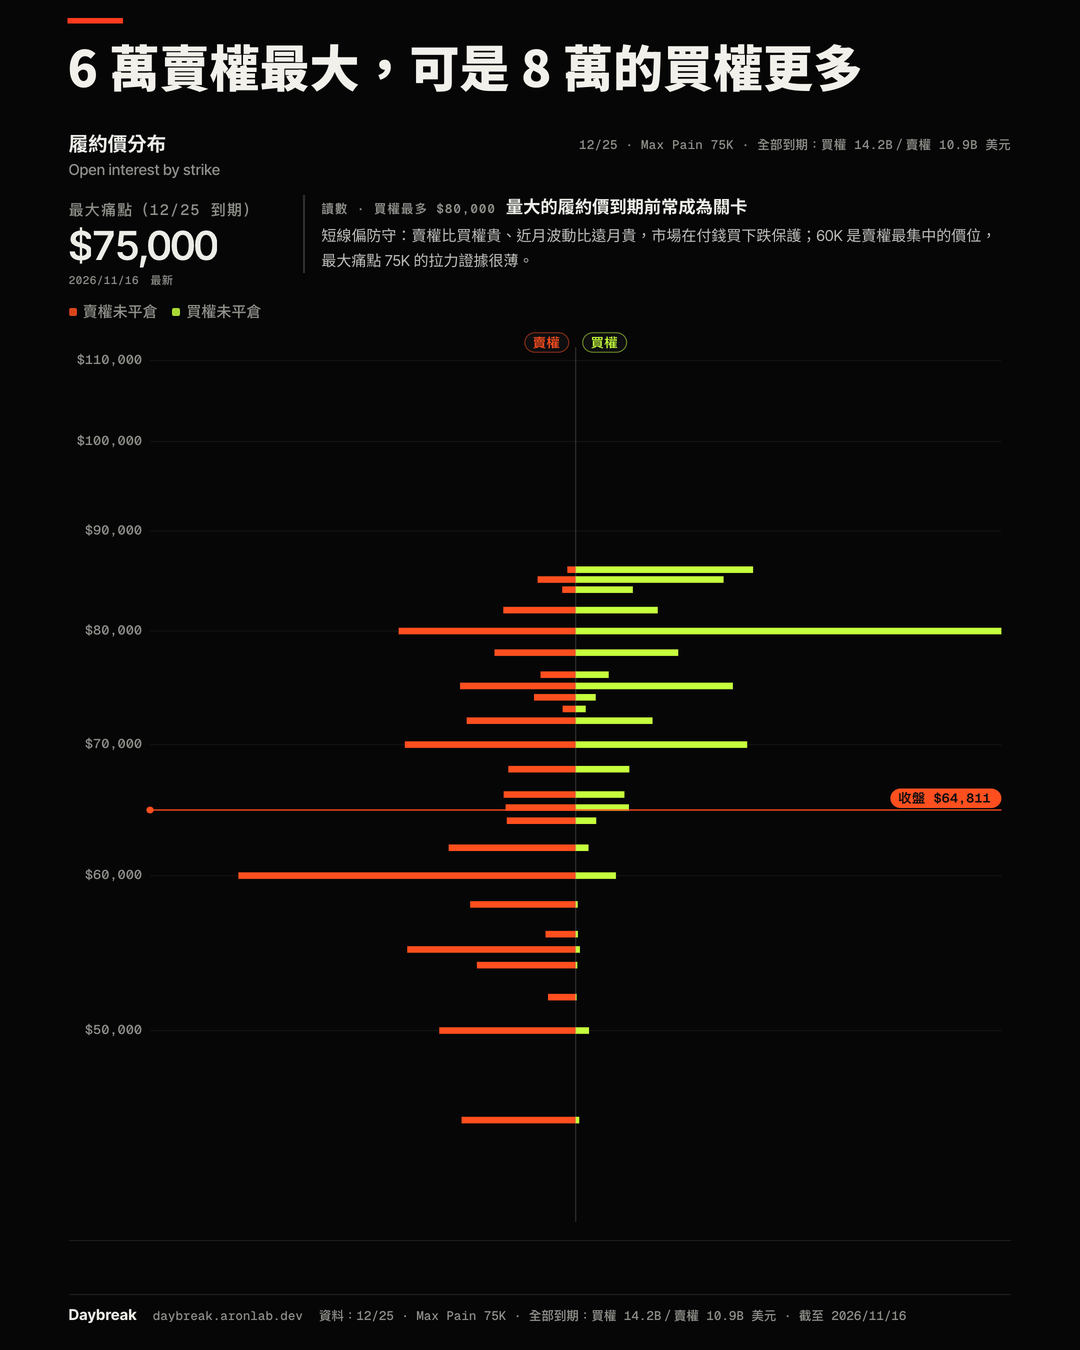 6 萬賣權最大，可是 8 萬的買權更多
履約價分布
12/25 · Max Pain 75K · 全部到期：買權 14.2B / 賣權 10.9B 美元
Open interest by strike
最大痛點 (12/25 到期)
$75,000
2026/11/16 最新
讀數 · 買權最多 $80,000 量大的履約價到期前常成為關卡
短線偏防守：賣權比買權貴、近月波動比遠月貴，市場在付錢買下跌保護；60K 是賣權最集中的價位，
最大痛點 75K 的拉力證據很薄。
賣權未平倉 買權未平倉
賣權 買權
$110,000
$100,000
$90,000
$80,000
$70,000
收盤 $64,811
$60,000
$50,000
Daybreak daybreak.aronlab.dev 資料：12/25 · Max Pain 75K · 全部到期：買權 14.2B / 賣權 10.9B 美元 · 截至 2026/11/16